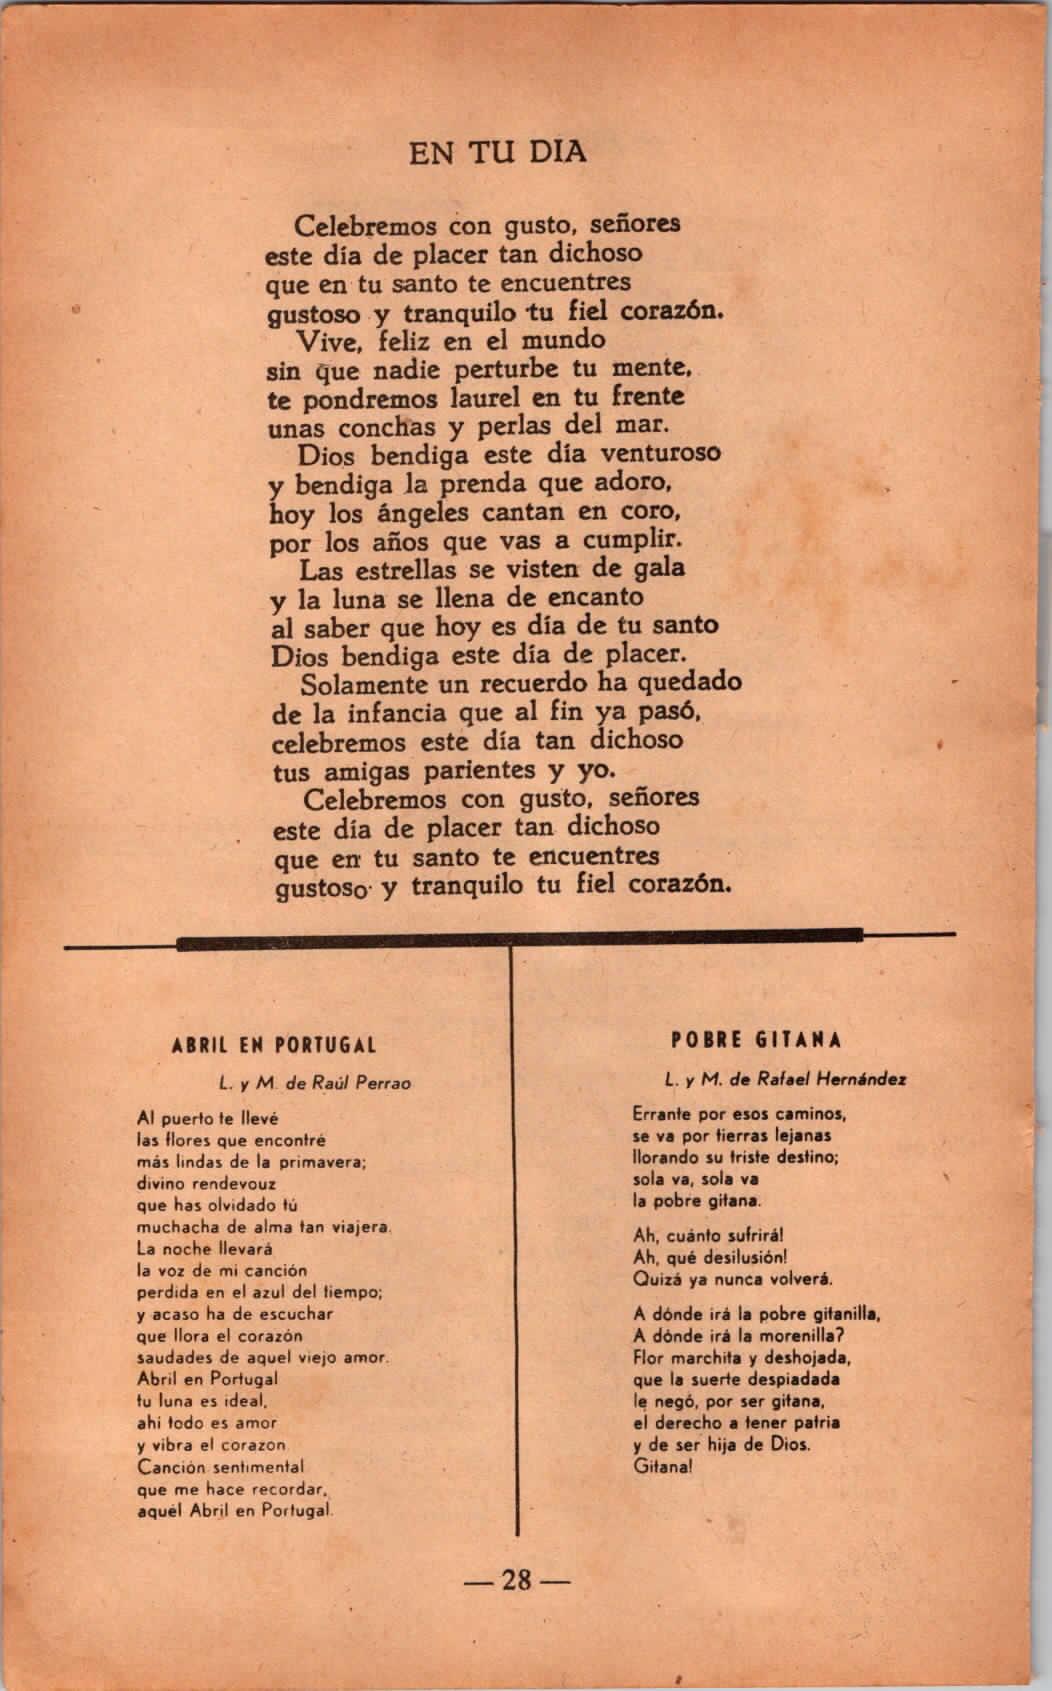 EN TU DIA
Celebremos con gusto, señores
este día de placer tan dichoso
que en tu santo te encuentres
gustoso y tranquilo tu fiel corazón.
Vive, feliz en el mundo
sin que nadie perturbe tu mente,
te pondremos laurel en tu frente
unas conchas y perlas del mar.
Dios bendiga este día venturoso
y bendiga la prenda que adoro,
hoy los ángeles cantan en coro,
por los años que vas a cumplir.
Las estrellas se visten de gala
y la luna se llena de encanto
al saber que hoy es día de tu santo
Dios bendiga este día de placer.
Solamente un recuerdo ha quedado
de la infancia que al fin ya pasó,
celebremos este día tan dichoso
tus amigas parientes y yo.
Celebremos con gusto, señores
este día de placer tan dichoso
que en tu santo te encuentres
gustoso y tranquilo tu fiel corazón.
ABRIL EN PORTUGAL
L. y M. de Raúl Perrao
Al puerto te llevé
las flores que encontré
más lindas de la primavera;
divino rendevouz
que has olvidado tú
muchacha de alma tan viajera.
La noche llevará
la voz de mi canción
perdida en el azul del tiempo;
y acaso ha de escuchar
que llora el corazón
saudades de aquel viejo amor.
Abril en Portugal
tu luna es ideal,
ahi todo es amor
y vibra el corazon
Canción sentimental
que me hace recordar,
aquél Abril en Portugal.
POBRE GITANA
L. y M. de Rafael Hernández
Errante por esos caminos,
se va por tierras lejanas
llorando su triste destino;
sola va, sola va
la pobre gitana.
Ah, cuánto sufrirá!
Ah, qué desilusión!
Quizá ya nunca volverá.
A dónde irá la pobre gitanilla,
A dónde irá la morenilla?
Flor marchita y deshojada,
que la suerte despiadada
le negó, por ser gitana,
el derecho a tener patria
y de ser hija de Dios.
Gitana!
— 28 —